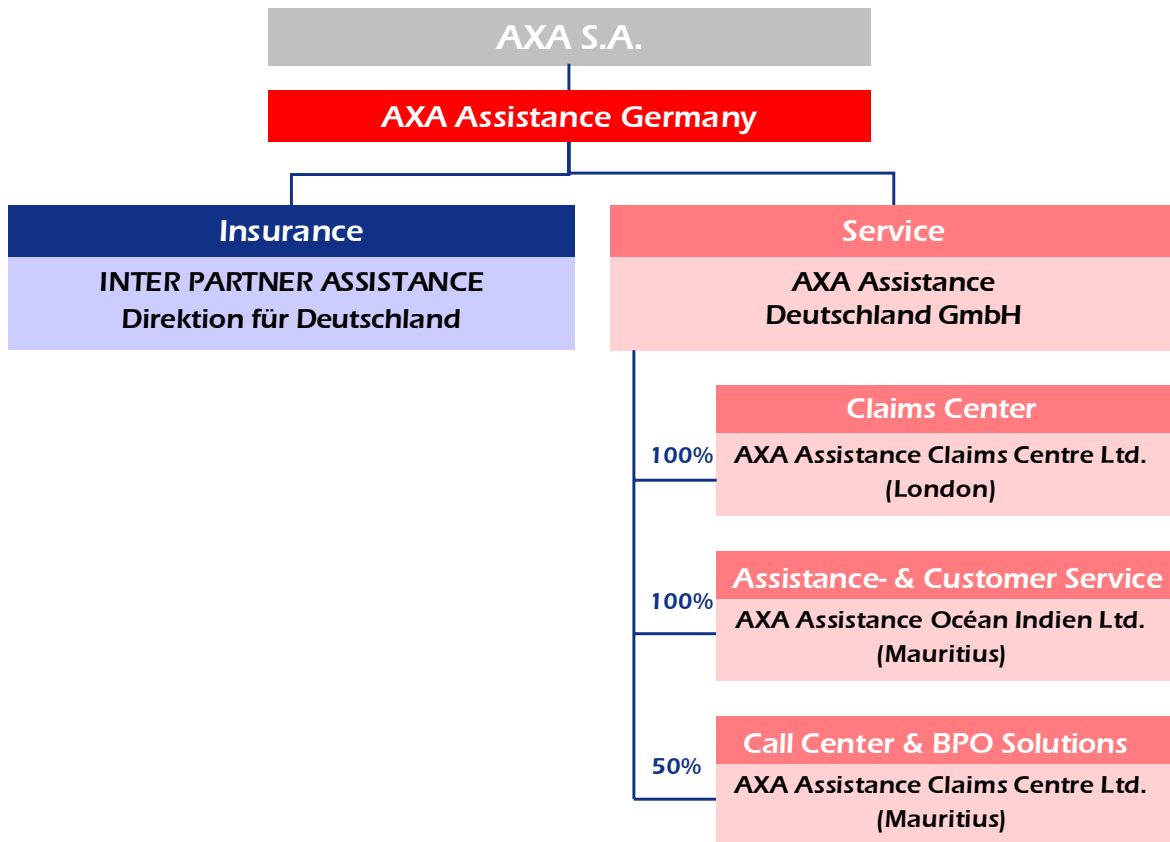 AXA S.A.
AXA Assistance Germany
Insurance
INTER PARTNER ASSISTANCE
Direktion für Deutschland
Service
AXA Assistance
Deutschland GmbH
Claims Center
100%
AXA Assistance Claims Centre Ltd.
(London)
Assistance- & Customer Service
100%
AXA Assistance Océan Indien Ltd.
(Mauritius)
Call Center & BPO Solutions
50%
AXA Assistance Claims Centre Ltd.
(Mauritius)